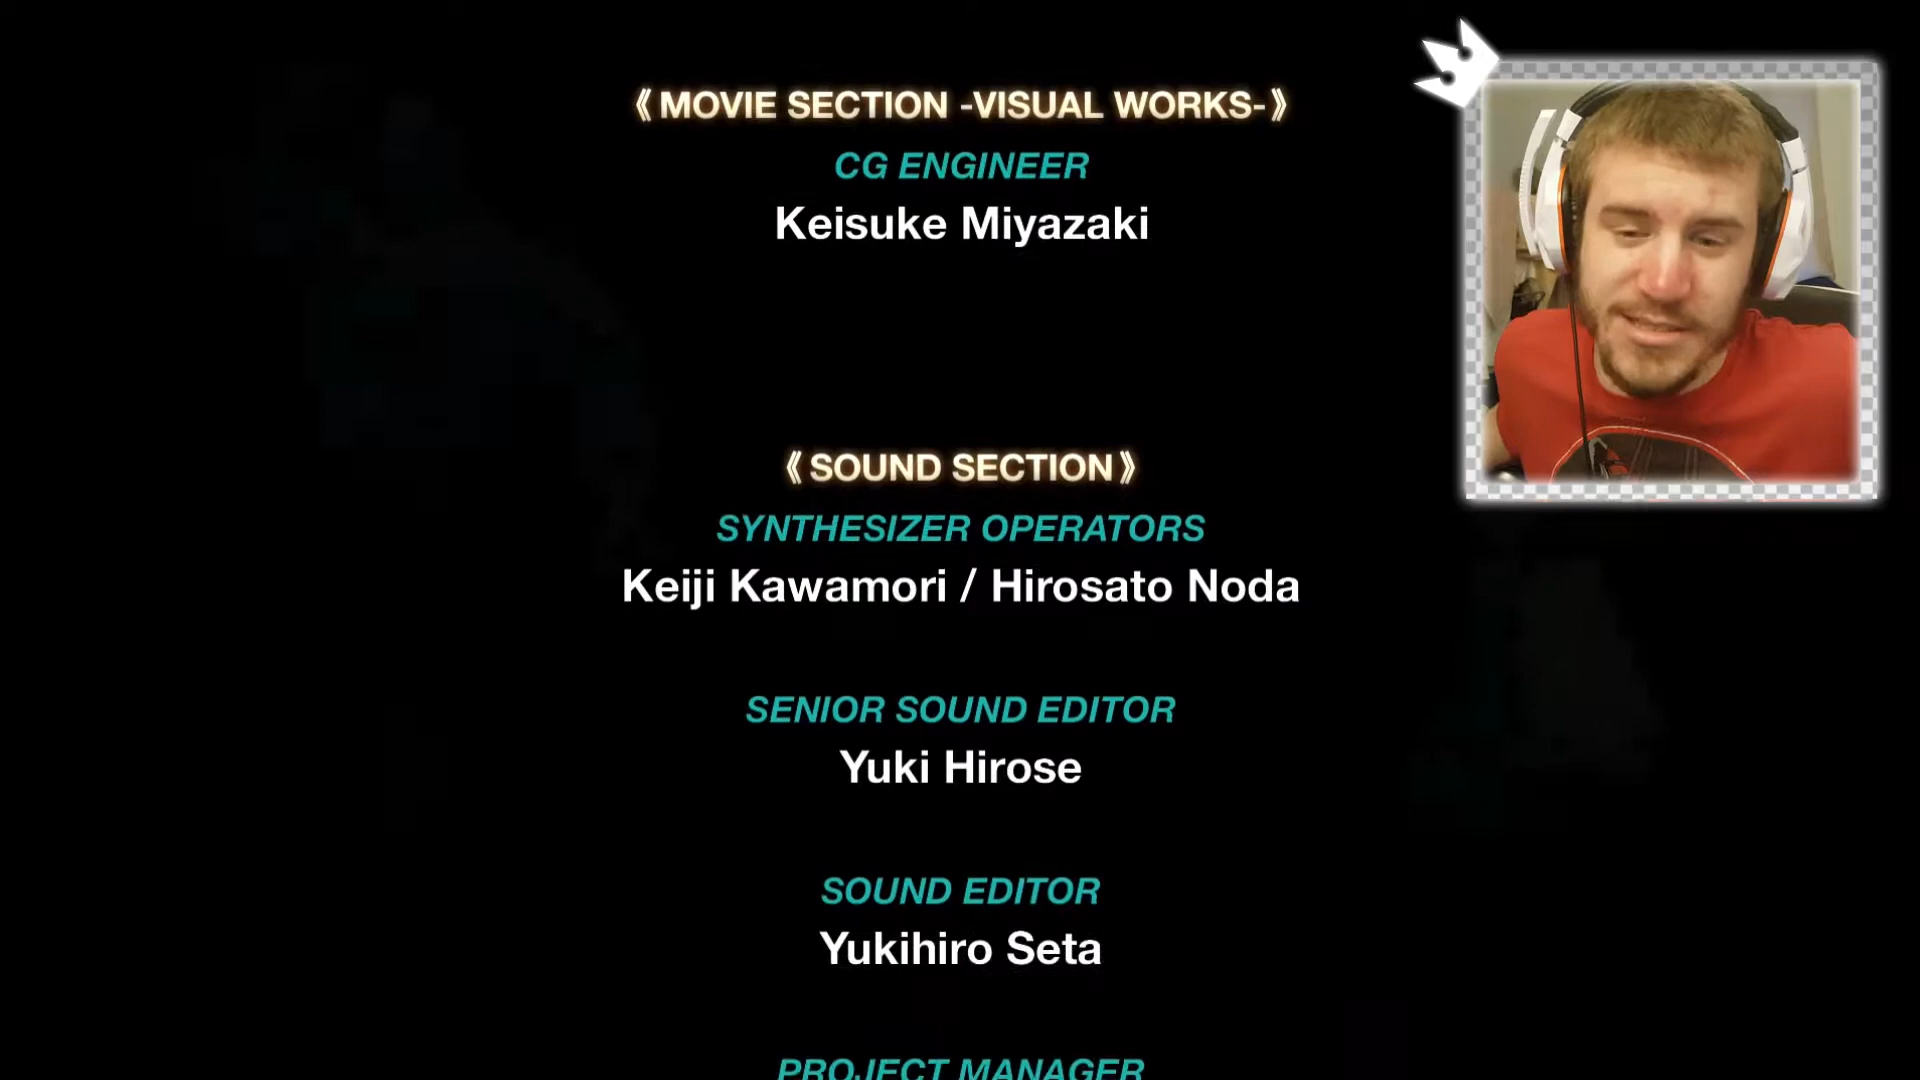 《MOVIE SECTION -VISUAL WORKS-》
CG ENGINEER
Keisuke Miyazaki
《SOUND SECTION》
SYNTHESIZER OPERATORS
Keiji Kawamori / Hirosato Noda
SENIOR SOUND EDITOR
Yuki Hirose
SOUND EDITOR
Yukihiro Seta
PROJECT MANAGER